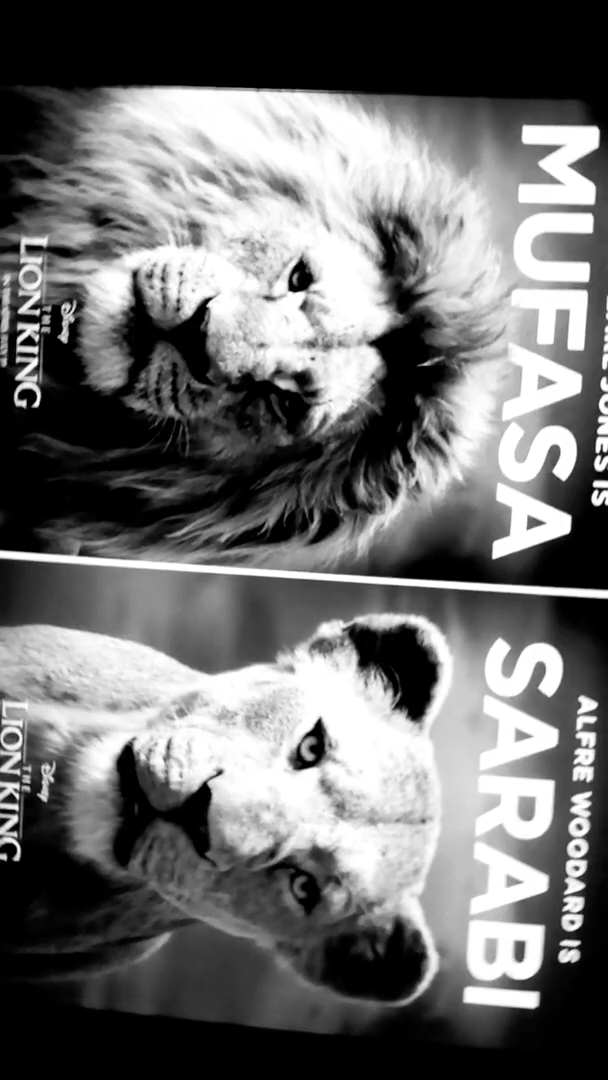 JONES IS
MUFASA
Disney
THE
LION KING
ALFRE WOODARD IS
SARABI
Disney
THE
LION KING